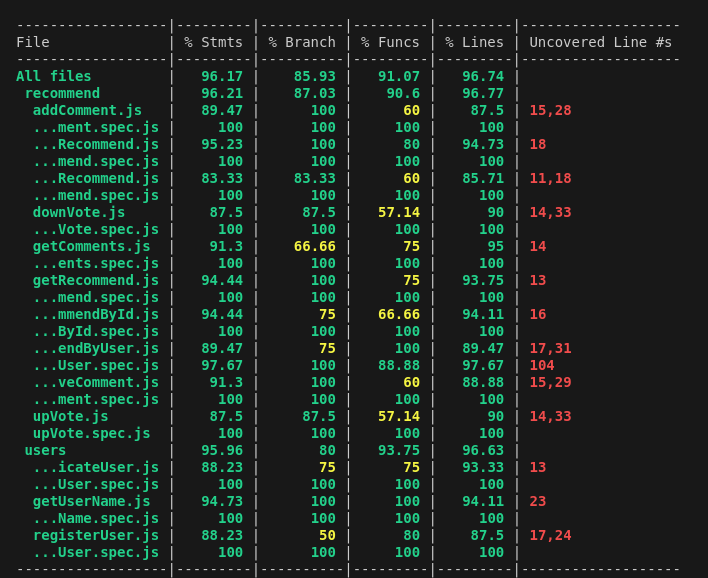 -------------------|---------|----------|---------|---------|-------------------
File | % Stmts | % Branch | % Funcs | % Lines | Uncovered Line #s
-------------------|---------|----------|---------|---------|-------------------
All files | 96.17 | 85.93 | 91.07 | 96.74 |
recommend | 96.21 | 87.03 | 90.6 | 96.77 |
addComment.js | 89.47 | 100 | 60 | 87.5 | 15,28
...ment.spec.js | 100 | 100 | 100 | 100 |
...Recommend.js | 95.23 | 100 | 80 | 94.73 | 18
...mend.spec.js | 100 | 100 | 100 | 100 |
...Recommend.js | 83.33 | 83.33 | 60 | 85.71 | 11,18
...mend.spec.js | 100 | 100 | 100 | 100 |
downVote.js | 87.5 | 87.5 | 57.14 | 90 | 14,33
...Vote.spec.js | 100 | 100 | 100 | 100 |
getComments.js | 91.3 | 66.66 | 75 | 95 | 14
...ents.spec.js | 100 | 100 | 100 | 100 |
getRecommend.js | 94.44 | 100 | 75 | 93.75 | 13
...mend.spec.js | 100 | 100 | 100 | 100 |
...mmendById.js | 94.44 | 75 | 66.66 | 94.11 | 16
...ById.spec.js | 100 | 100 | 100 | 100 |
...endByUser.js | 89.47 | 75 | 100 | 89.47 | 17,31
...User.spec.js | 97.67 | 100 | 88.88 | 97.67 | 104
...veComment.js | 91.3 | 100 | 60 | 88.88 | 15,29
...ment.spec.js | 100 | 100 | 100 | 100 |
upVote.js | 87.5 | 87.5 | 57.14 | 90 | 14,33
upVote.spec.js | 100 | 100 | 100 | 100 |
users | 95.96 | 80 | 93.75 | 96.63 |
...icateUser.js | 88.23 | 75 | 75 | 93.33 | 13
...User.spec.js | 100 | 100 | 100 | 100 |
getUserName.js | 94.73 | 100 | 100 | 94.11 | 23
...Name.spec.js | 100 | 100 | 100 | 100 |
registerUser.js | 88.23 | 50 | 80 | 87.5 | 17,24
...User.spec.js | 100 | 100 | 100 | 100 |
-------------------|---------|----------|---------|---------|-------------------